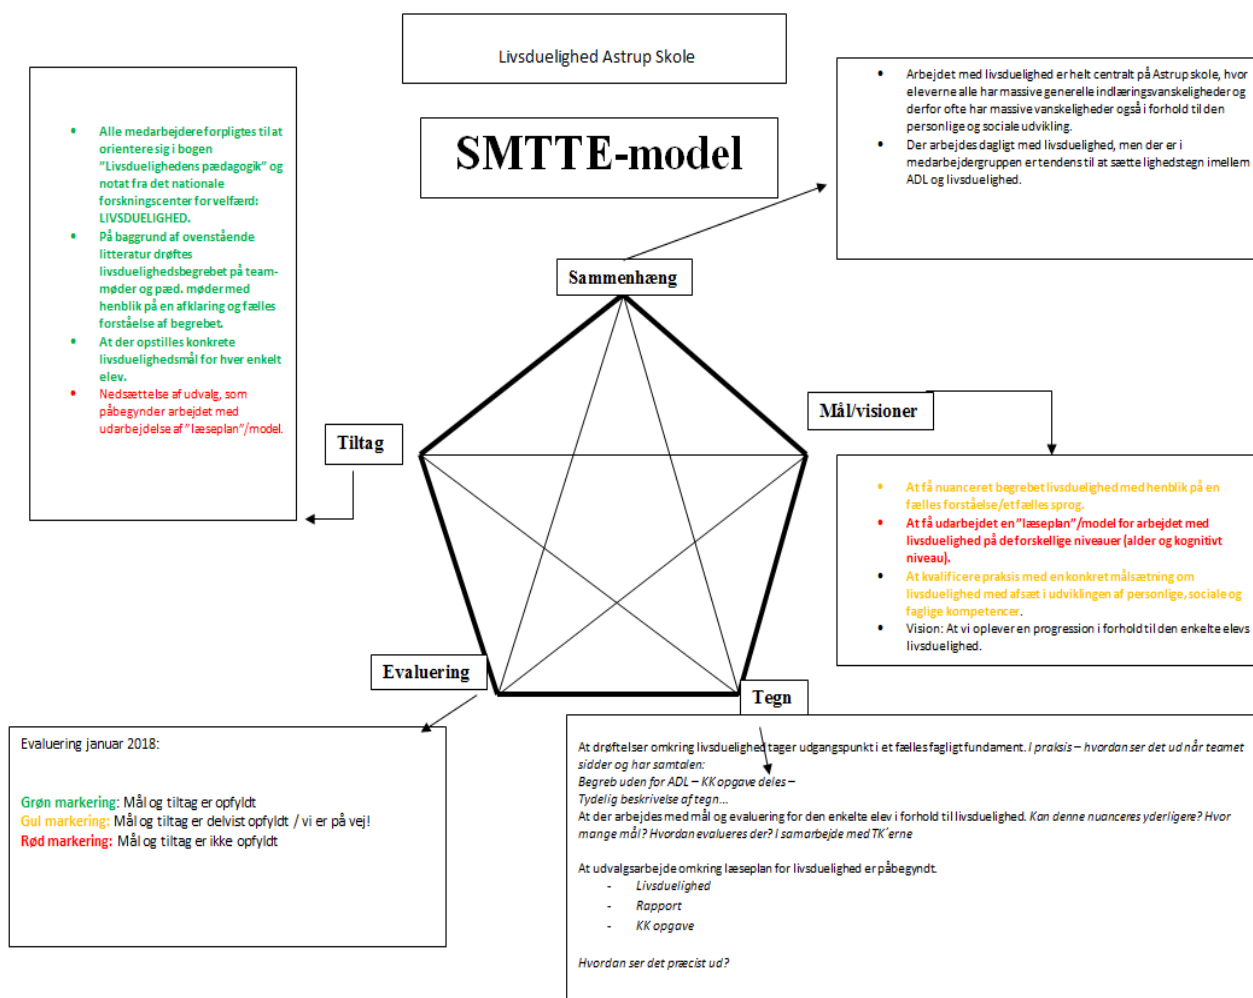 Livsduelighed Astrup Skole
SMTTE-model
• Alle medarbejdere forpligtes til at
orientere sig i bogen
”Livsduelighedens pædagogik” og
notat fra det nationale
forskningscenter for velfærd:
LIVSDUELIGHED.
• På baggrund af ovenstående
litteratur drøftes
livsduelighedsbegrebet på team-
møder og pæd. møder med
henblik på en afklaring og fælles
forståelse af begrebet.
• At der opstilles konkrete
livsduelighedsmål for hver enkelt
elev.
• Nedsættelse af udvalg, som
påbegynder arbejdet med
udarbejdelse af ”læseplan”/model.
• Arbejdet med livsduelighed er helt centralt på Astrup skole, hvor
eleverne alle har massive generelle indlæringsvanskeligheder og
derfor ofte har massive vanskeligheder også i forhold til den
personlige og sociale udvikling.
• Der arbejdes dagligt med livsduelighed, men der er i
medarbejdergruppen er tendens til at sætte lighedstegn imellem
ADL og livsduelighed.
Sammenhæng
Mål/visioner
Tiltag
• At få nuanceret begrebet livsduelighed med henblik på en
fælles forståelse/et fælles sprog.
• At få udarbejdet en ”læseplan”/model for arbejdet med
livsduelighed på de forskellige niveauer (alder og kognitivt
niveau).
• At kvalificere praksis med en konkret målsætning om
livsduelighed med afsæt i udviklingen af personlige, sociale og
faglige kompetencer.
• Vision: At vi oplever en progression i forhold til den enkelte elevs
livsduelighed.
Evaluering
Tegn
Evaluering januar 2018:
Grøn markering: Mål og tiltag er opfyldt
Gul markering: Mål og tiltag er delvist opfyldt / vi er på vej!
Rød markering: Mål og tiltag er ikke opfyldt
At drøftelser omkring livsduelighed tager udgangspunkt i et fælles fagligt fundament. I praksis – hvordan ser det ud når teamet
sidder og har samtalen:
Begreb uden for ADL – KK opgave deles –
Tydelig beskrivelse af tegn...
At der arbejdes med mål og evaluering for den enkelte elev i forhold til livsduelighed. Kan denne nuanceres yderligere? Hvor
mange mål? Hvordan evalueres der? I samarbejde med TK´erne
At udvalgsarbejde omkring læseplan for livsduelighed er påbegyndt.
- Livsduelighed
- Rapport
- KK opgave
Hvordan ser det præcist ud?